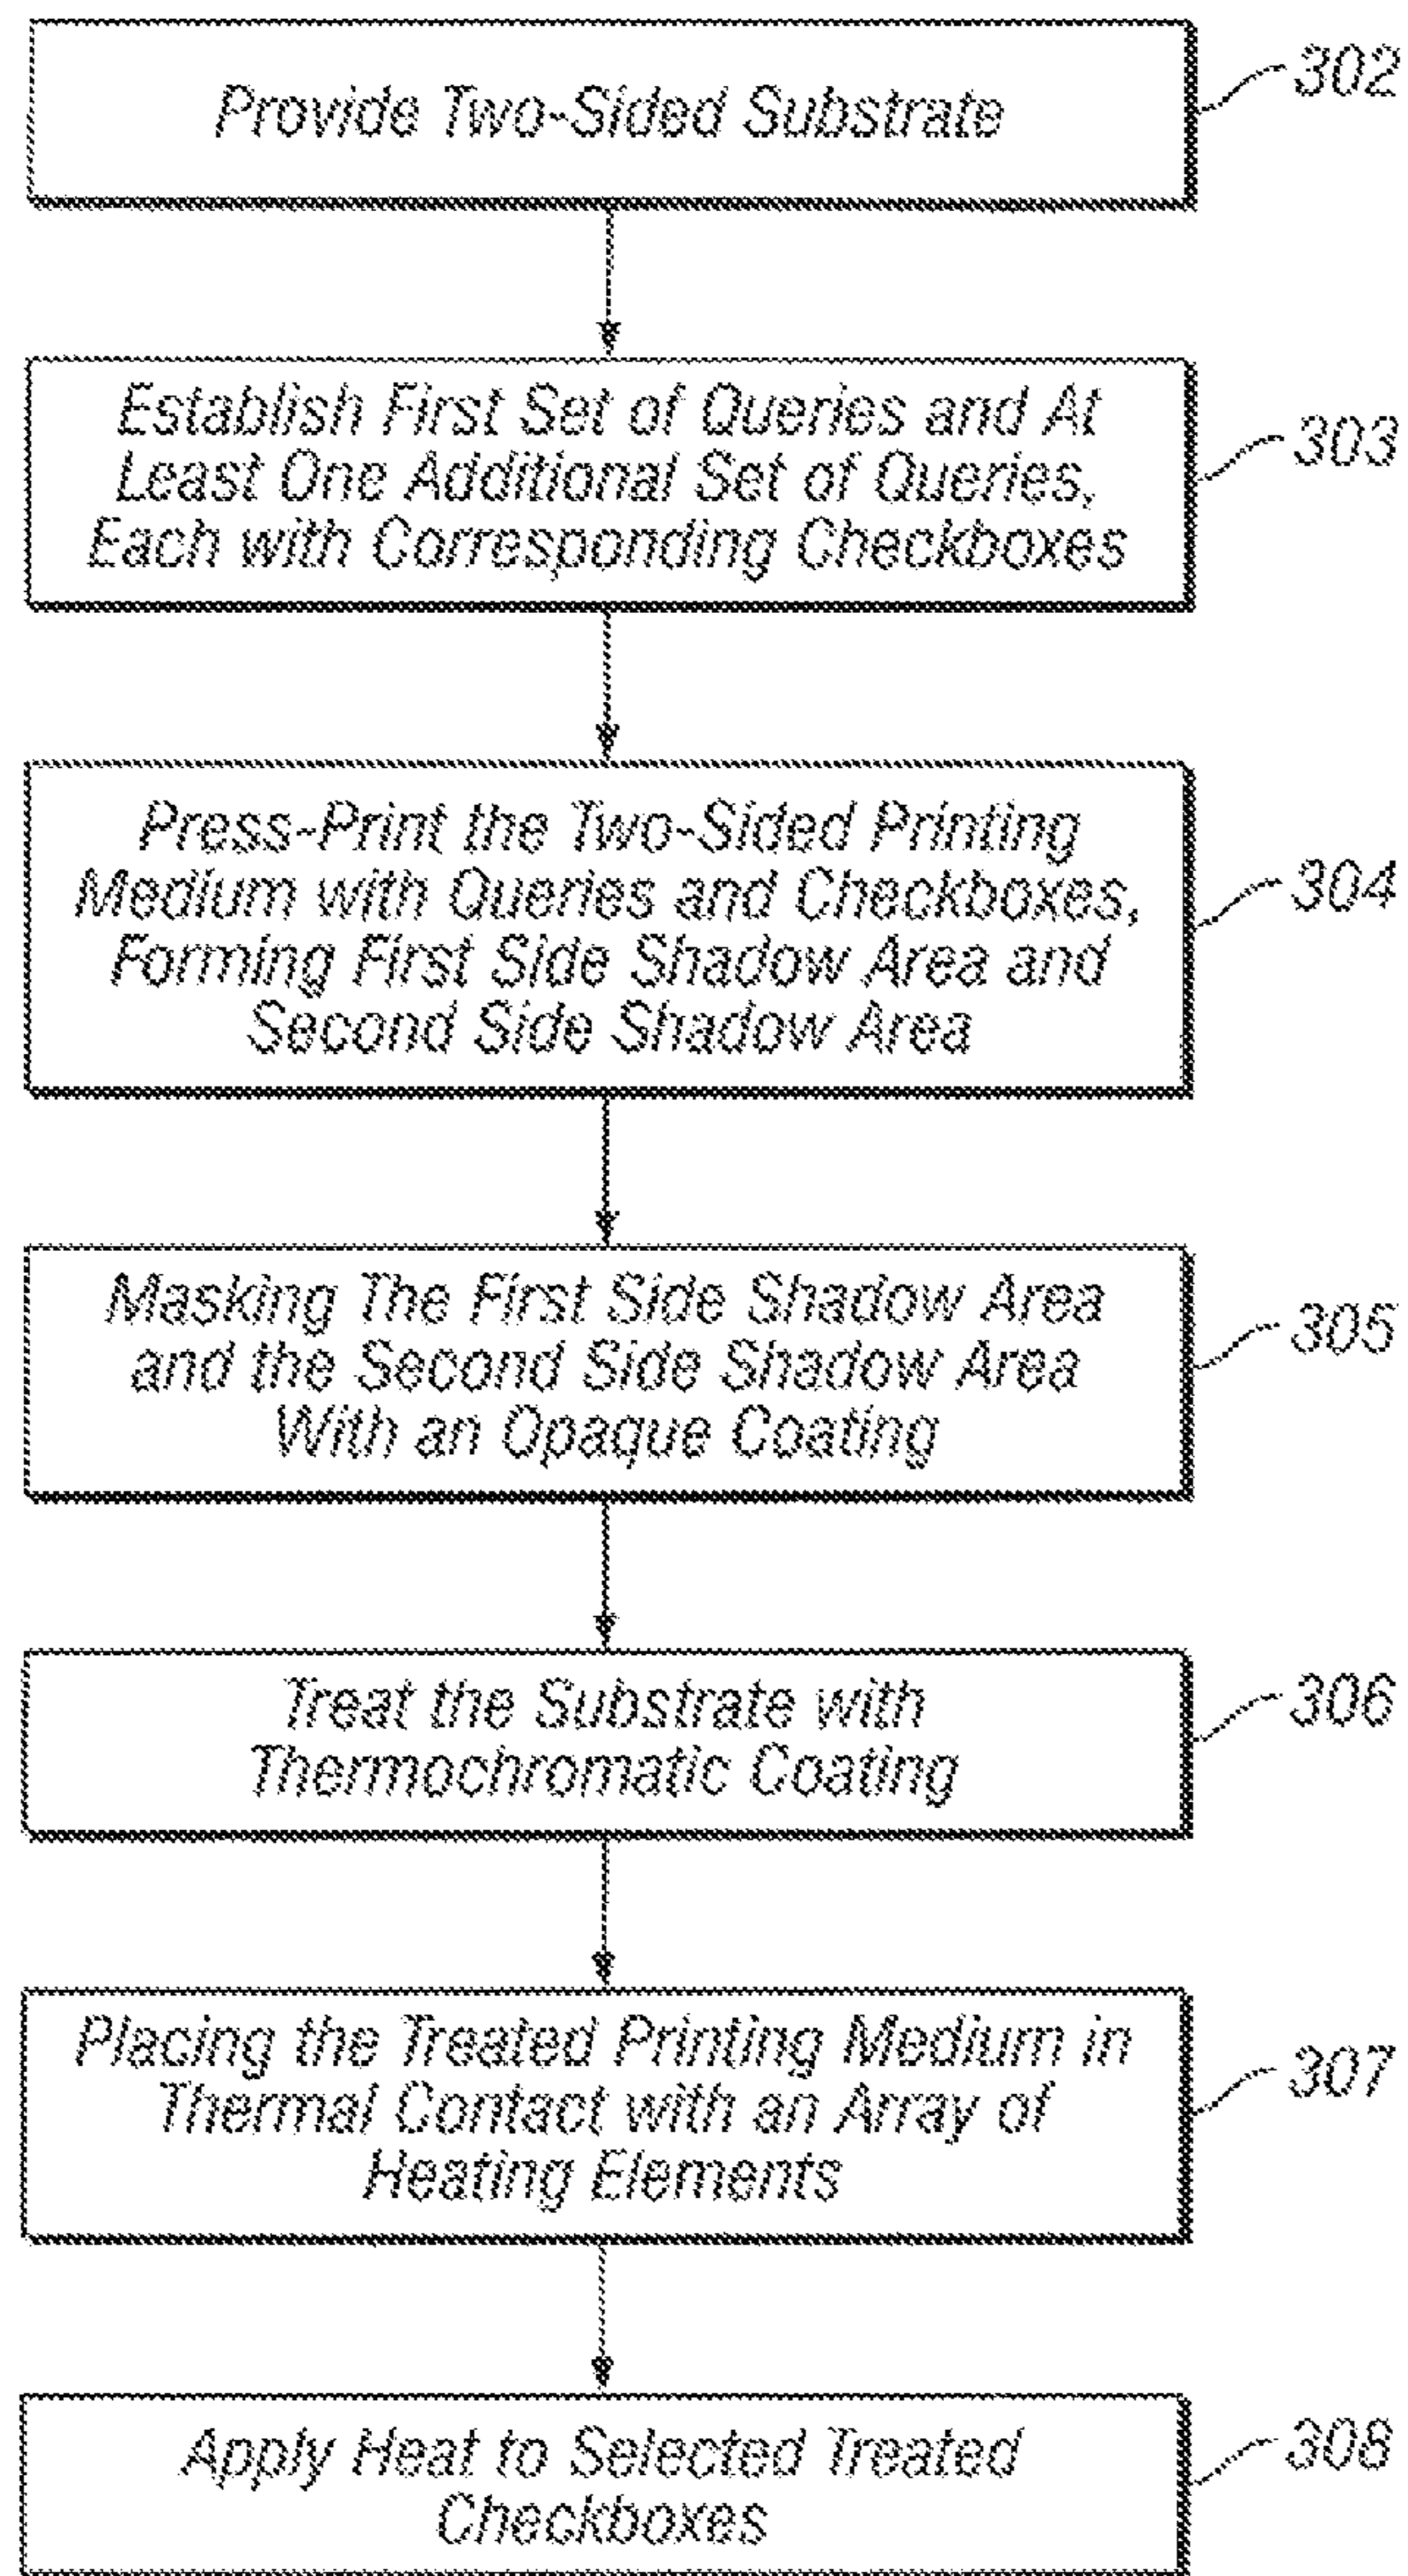 Provide Two-Sided Substrate
302
Establish First Set of Queries and At
Least One Additional Set of Queries,
Each with Corresponding Checkboxes
303
Press-Print the Two-Sided Printing
Medium with Queries and Checkboxes,
Forming First Side Shadow Area and
Second Side Shadow Area
304
Masking The First Side Shadow Area
and the Second Side Shadow Area
With an Opaque Coating
305
Treat the Substrate with
Thermochromatic Coating
306
Placing the Treated Printing Medium in
Thermal Contact with an Array of
Heating Elements
307
Apply Heat to Selected Treated
Checkboxes
308